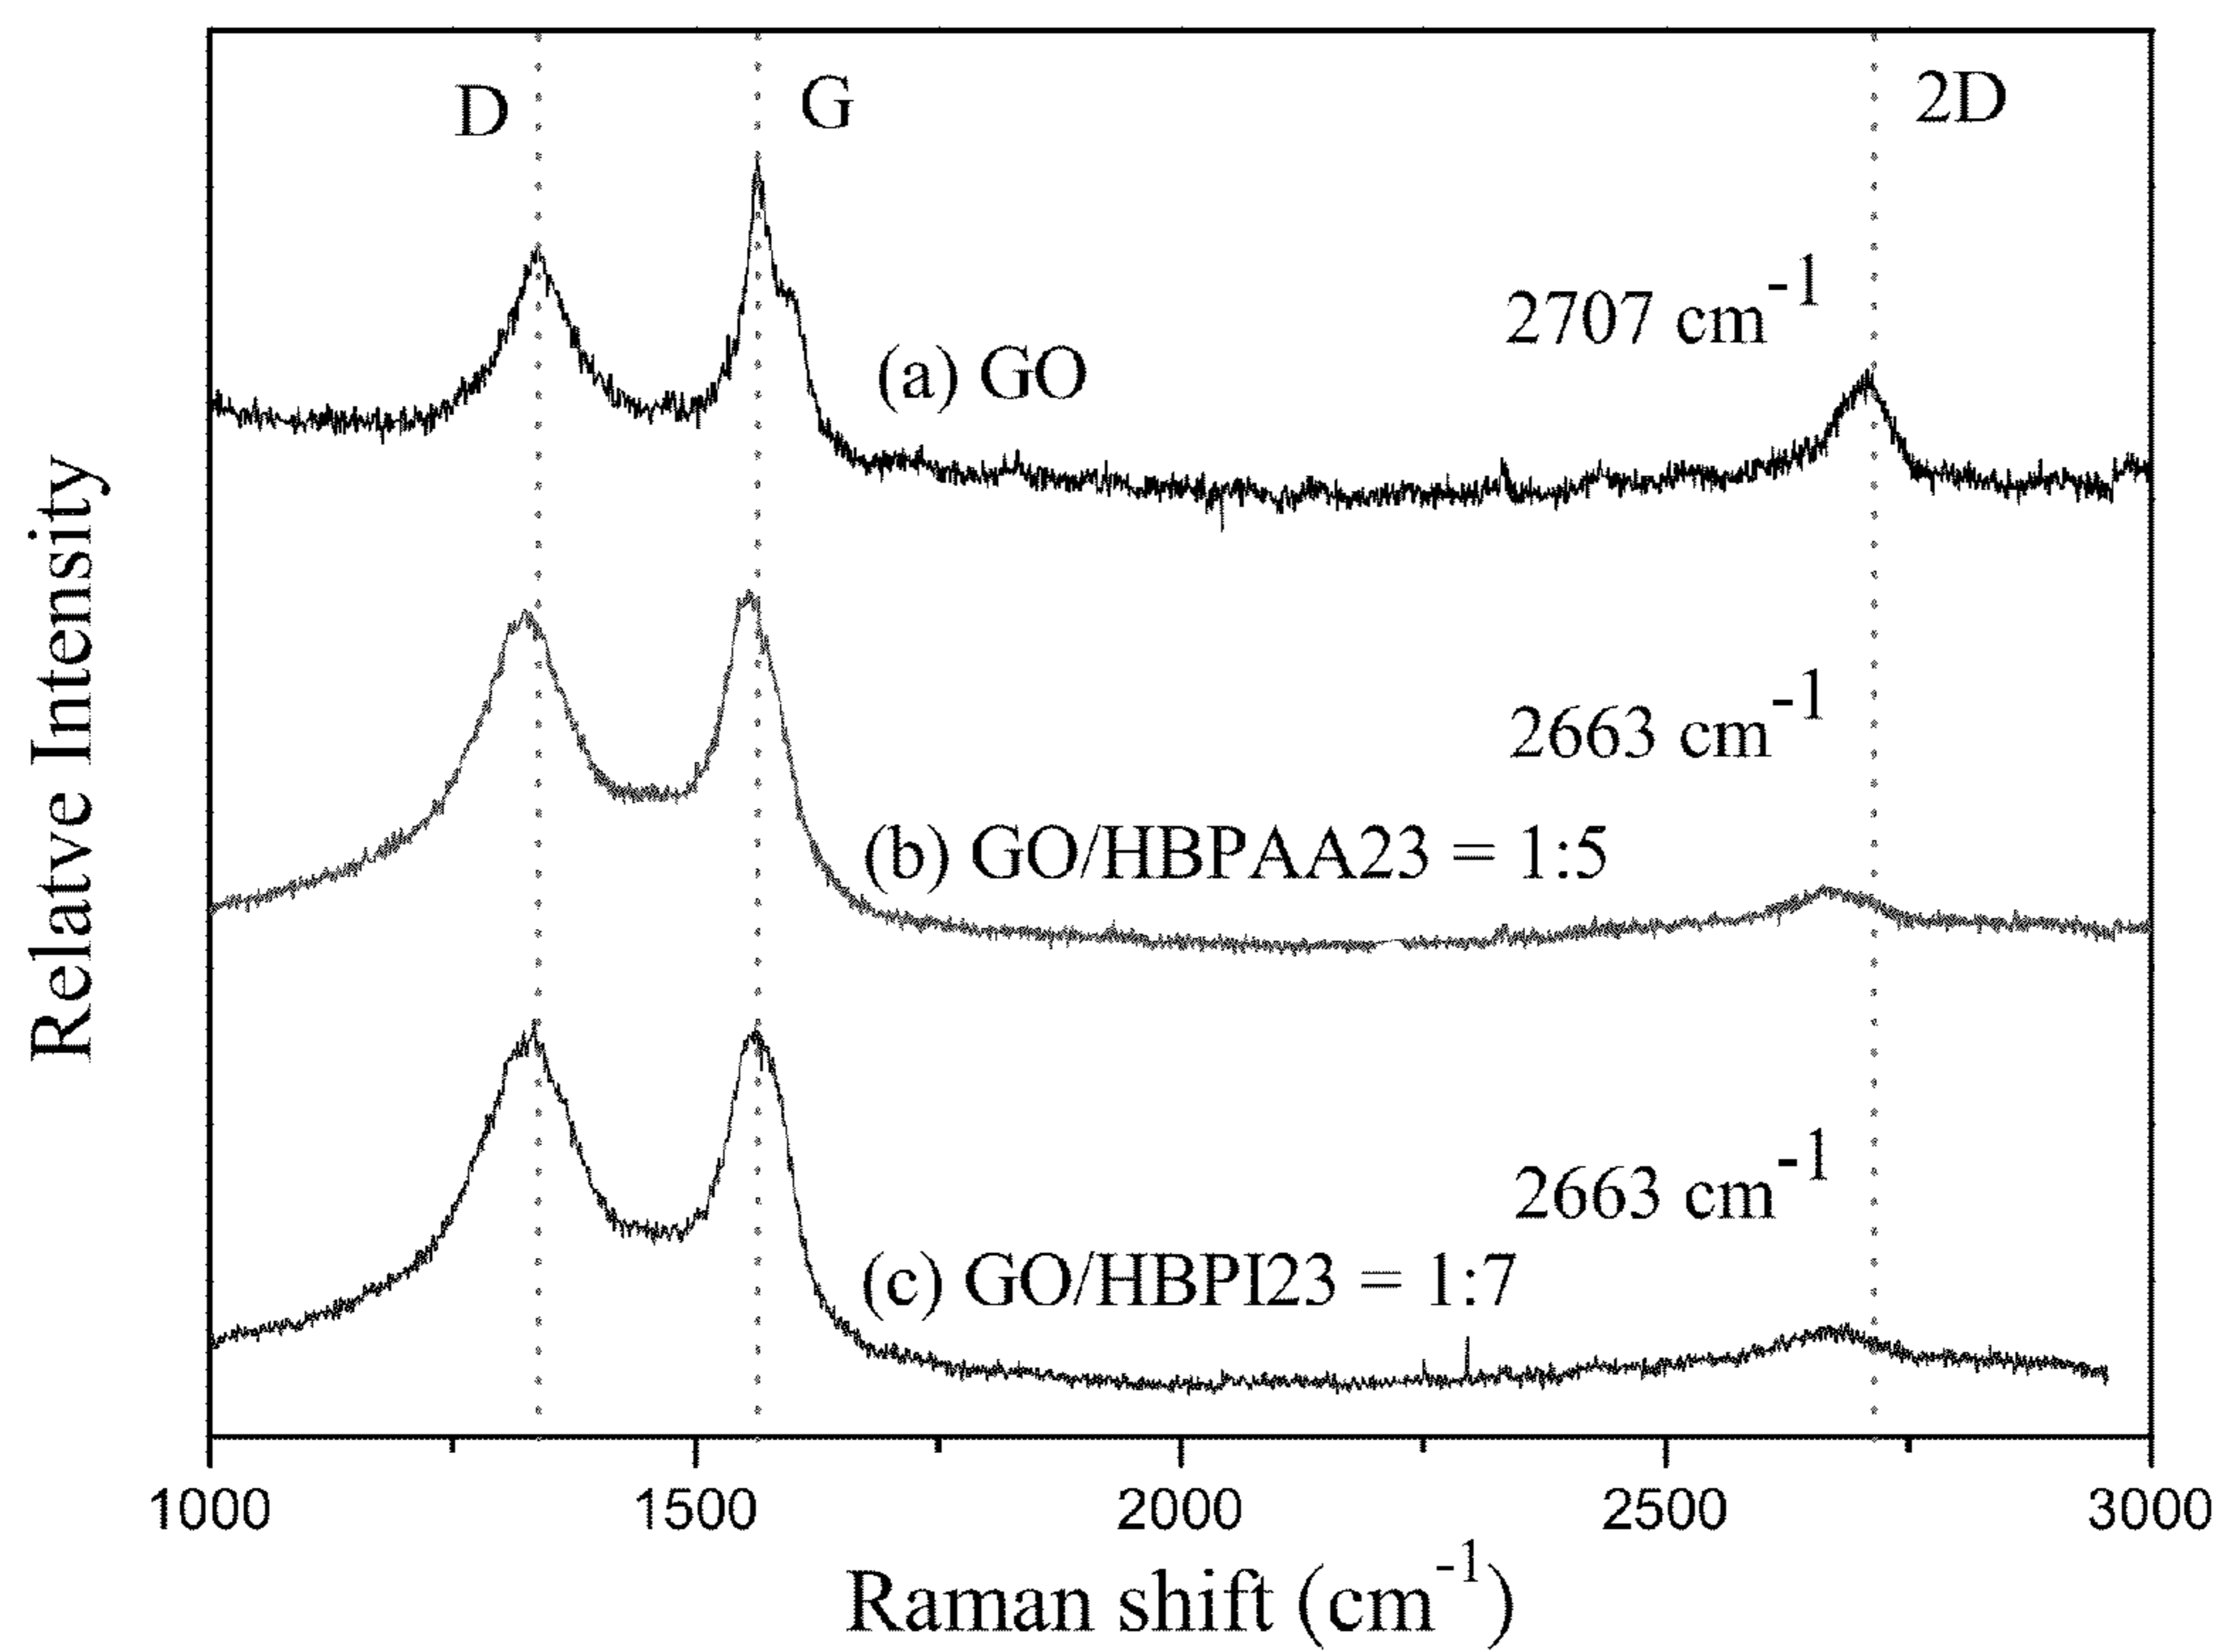 D
G
2D
2707 cm⁻¹
(a) GO
2663 cm⁻¹
(b) GO/HBPAA23 = 1:5
2663 cm⁻¹
(c) GO/HBPI23 = 1:7
Relatve Intensity
1000 1500 2000 2500 3000
Raman shift (cm⁻¹)